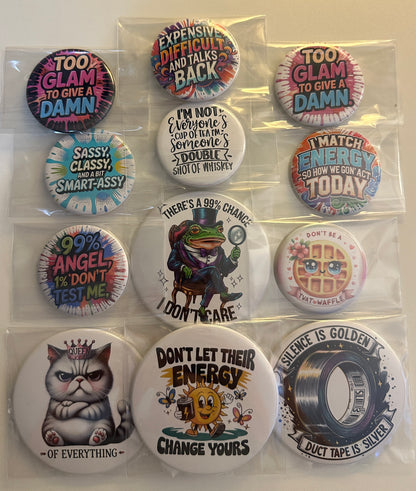 TOO
GLAM
TO GIVE A
DAMN.
EXPENSIVE
DIFFICULT
AND TALKS
BACK
TOO
GLAM
TO GIVE A
DAMN.
SASSY,
CLASSY,
AND A BIT
SMART-ASSY
I'M NOT
Everyone's
CUP OF TEA I'M
Someone's
DOUBLE
SHOT OF WHISKEY
I MATCH
ENERGY
SO HOW WE GON' ACT
TODAY
99%
ANGEL,
1% DON'T
TEST ME.
THERE'S A 99% CHANCE
I DON'T CARE
DON'T BE A
TWAT-WAFFLE
QUEEN
OF EVERYTHING
DON'T LET THEIR
ENERGY
CHANGE YOURS
SILENCE IS GOLDEN
DUCT TAPE IS SILVER